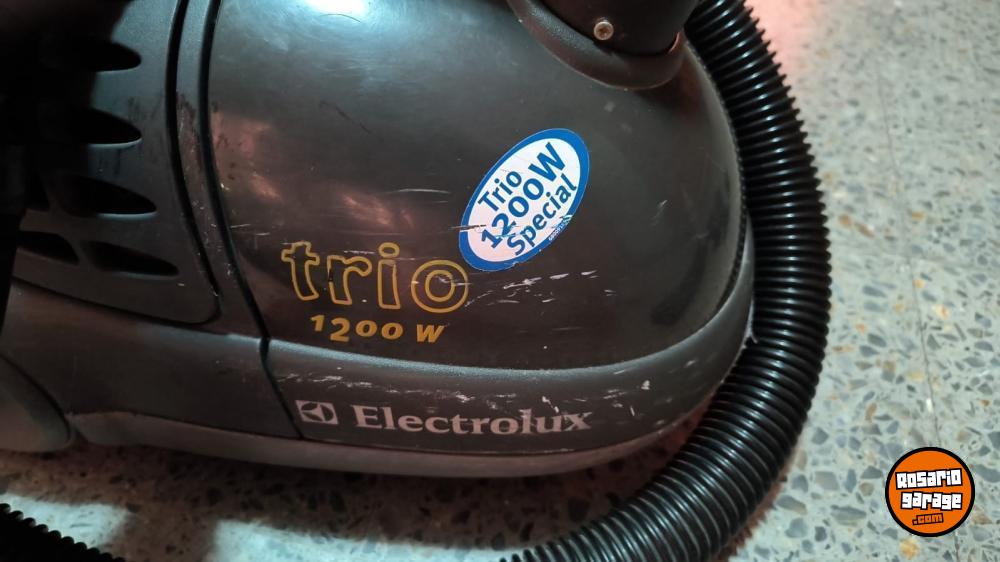 Trio
1200W
Special
trio
1200 W
Electrolux
Rosario
garage
.com